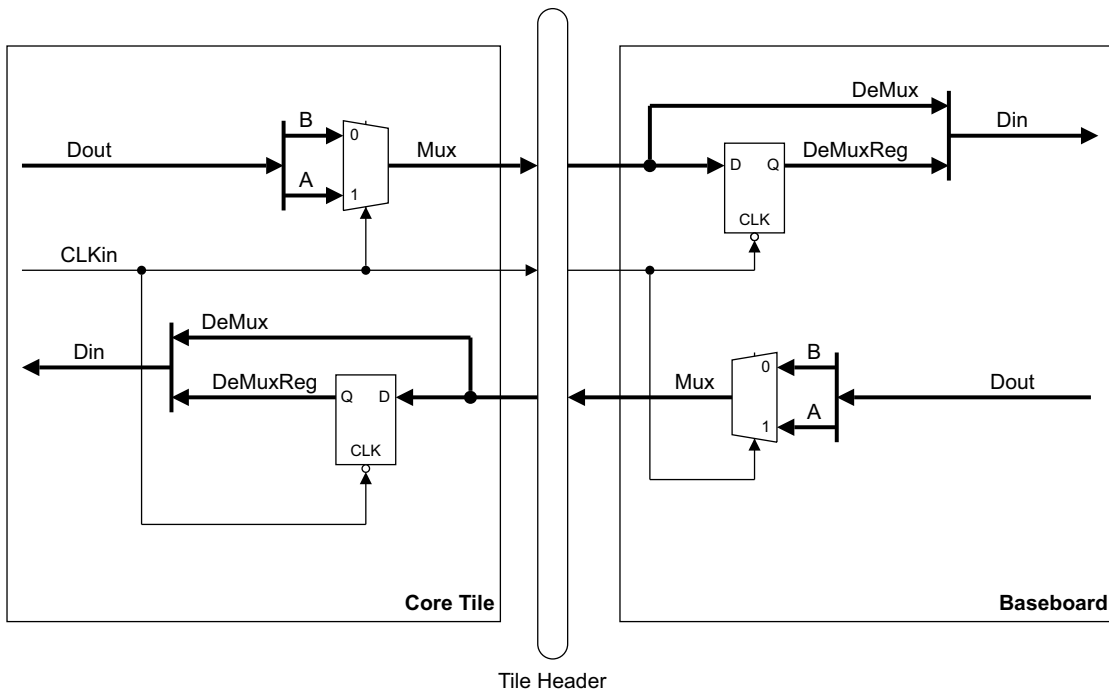 DeMux
B
0
Din
Dout
Mux
DeMuxReg
A
1
D
Q
CLK
CLKin
DeMux
B
0
Din
DeMuxReg
Mux
Dout
Q
D
A
1
CLK
Core Tile
Baseboard
Tile Header